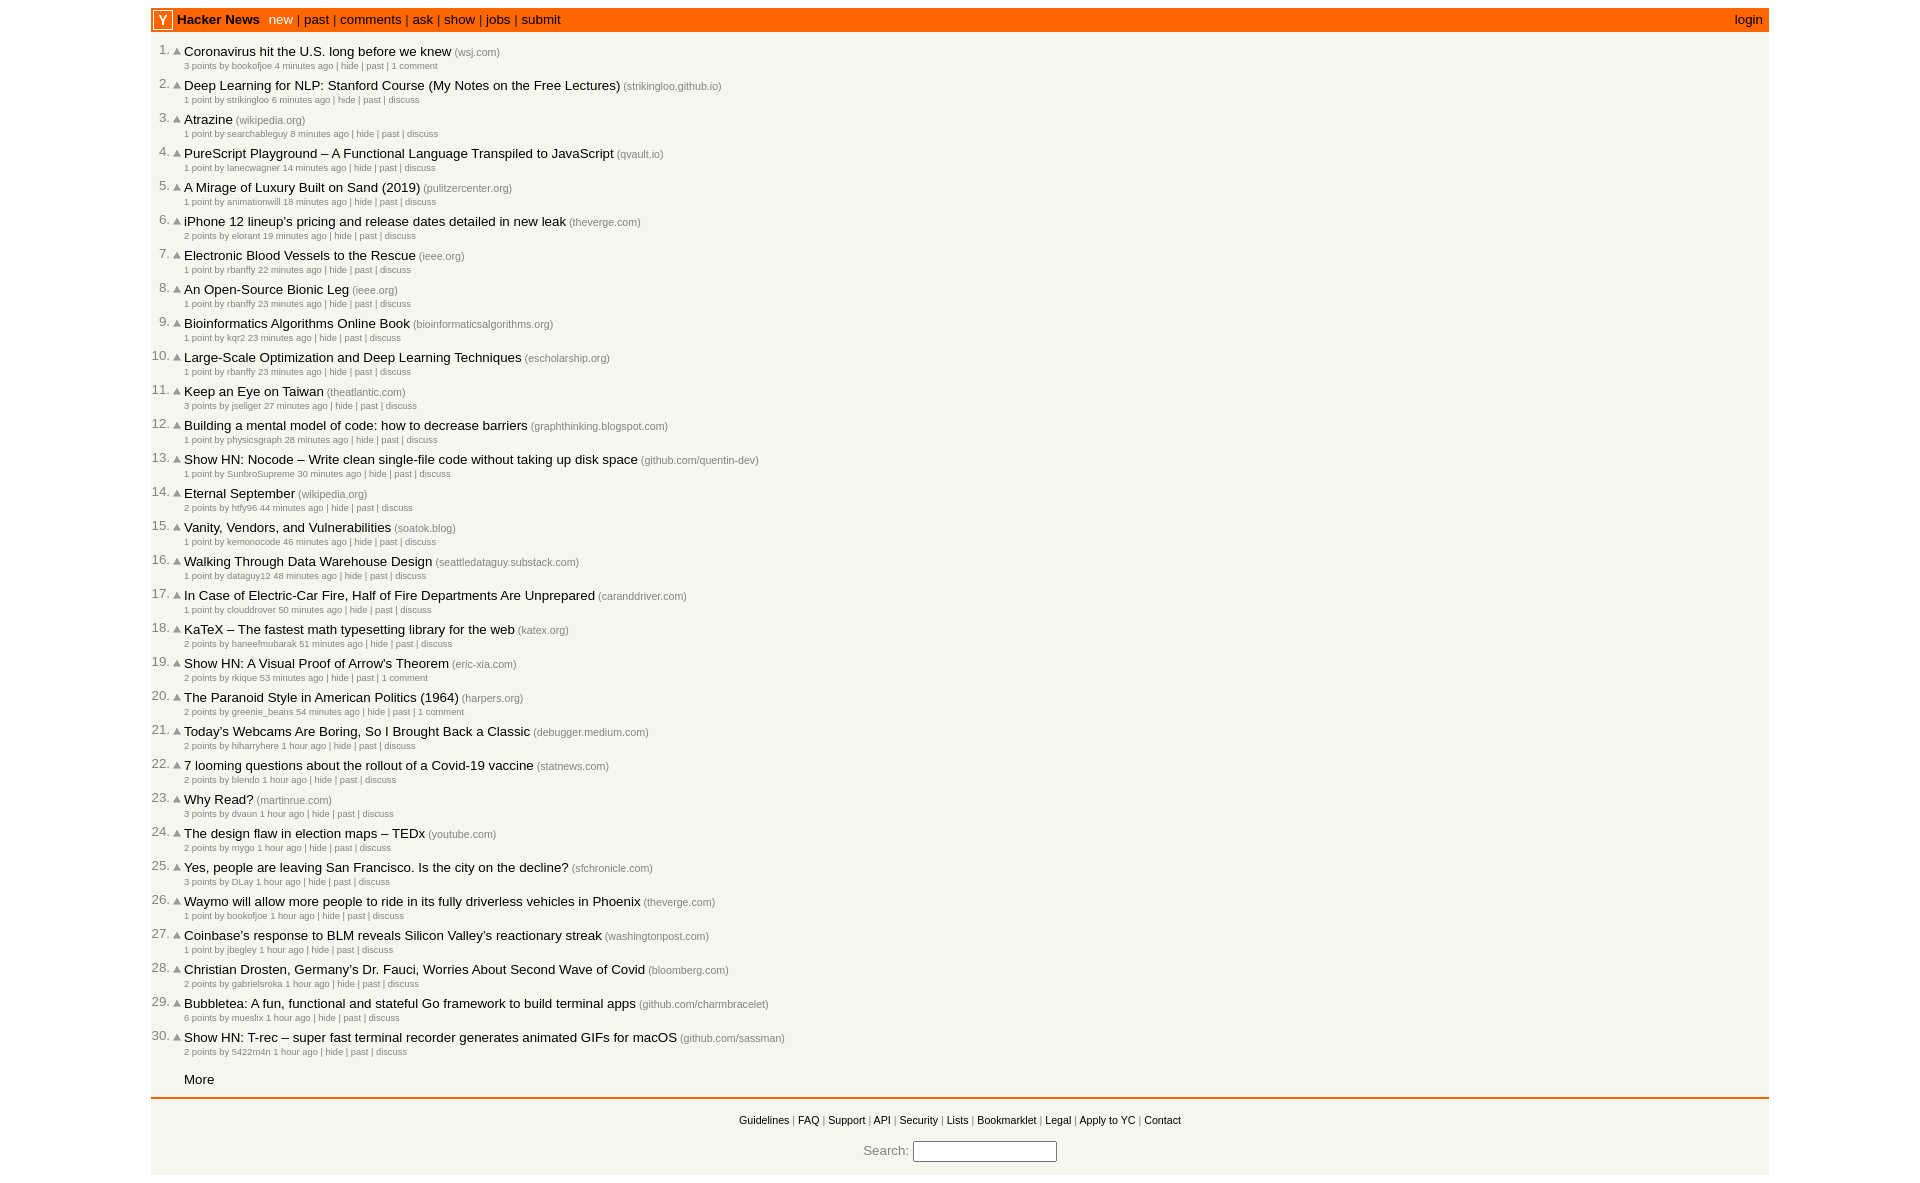 Y Hacker News new | past | comments | ask | show | jobs | submit login
1. Coronavirus hit the U.S. long before we knew (wsj.com)
3 points by bookofjoe 4 minutes ago | hide | past | 1 comment
2. Deep Learning for NLP: Stanford Course (My Notes on the Free Lectures) (strikingloo.github.io)
1 point by strikingloo 6 minutes ago | hide | past | discuss
3. Atrazine (wikipedia.org)
1 point by searchableguy 8 minutes ago | hide | past | discuss
4. PureScript Playground – A Functional Language Transpiled to JavaScript (qvault.io)
1 point by lanecwagner 14 minutes ago | hide | past | discuss
5. A Mirage of Luxury Built on Sand (2019) (pulitzercenter.org)
1 point by animationwill 18 minutes ago | hide | past | discuss
6. iPhone 12 lineup’s pricing and release dates detailed in new leak (theverge.com)
2 points by elorant 19 minutes ago | hide | past | discuss
7. Electronic Blood Vessels to the Rescue (ieee.org)
1 point by rbanffy 22 minutes ago | hide | past | discuss
8. An Open-Source Bionic Leg (ieee.org)
1 point by rbanffy 23 minutes ago | hide | past | discuss
9. Bioinformatics Algorithms Online Book (bioinformaticsalgorithms.org)
1 point by kqr2 23 minutes ago | hide | past | discuss
10. Large-Scale Optimization and Deep Learning Techniques (escholarship.org)
1 point by rbanffy 23 minutes ago | hide | past | discuss
11. Keep an Eye on Taiwan (theatlantic.com)
3 points by jseliger 27 minutes ago | hide | past | discuss
12. Building a mental model of code: how to decrease barriers (graphthinking.blogspot.com)
1 point by physicsgraph 28 minutes ago | hide | past | discuss
13. Show HN: Nocode – Write clean single-file code without taking up disk space (github.com/quentin-dev)
1 point by SunbroSupreme 30 minutes ago | hide | past | discuss
14. Eternal September (wikipedia.org)
2 points by htfy96 44 minutes ago | hide | past | discuss
15. Vanity, Vendors, and Vulnerabilities (soatok.blog)
1 point by kemonocode 46 minutes ago | hide | past | discuss
16. Walking Through Data Warehouse Design (seattledataguy.substack.com)
1 point by dataguy12 48 minutes ago | hide | past | discuss
17. In Case of Electric-Car Fire, Half of Fire Departments Are Unprepared (caranddriver.com)
1 point by clouddrover 50 minutes ago | hide | past | discuss
18. KaTeX – The fastest math typesetting library for the web (katex.org)
2 points by haneefmubarak 51 minutes ago | hide | past | discuss
19. Show HN: A Visual Proof of Arrow's Theorem (eric-xia.com)
2 points by rkique 53 minutes ago | hide | past | 1 comment
20. The Paranoid Style in American Politics (1964) (harpers.org)
2 points by greenie_beans 54 minutes ago | hide | past | 1 comment
21. Today’s Webcams Are Boring, So I Brought Back a Classic (debugger.medium.com)
2 points by hiharryhere 1 hour ago | hide | past | discuss
22. 7 looming questions about the rollout of a Covid-19 vaccine (statnews.com)
2 points by blendo 1 hour ago | hide | past | discuss
23. Why Read? (martinrue.com)
3 points by dvaun 1 hour ago | hide | past | discuss
24. The design flaw in election maps – TEDx (youtube.com)
2 points by mygo 1 hour ago | hide | past | discuss
25. Yes, people are leaving San Francisco. Is the city on the decline? (sfchronicle.com)
3 points by DLay 1 hour ago | hide | past | discuss
26. Waymo will allow more people to ride in its fully driverless vehicles in Phoenix (theverge.com)
1 point by bookofjoe 1 hour ago | hide | past | discuss
27. Coinbase’s response to BLM reveals Silicon Valley’s reactionary streak (washingtonpost.com)
1 point by jbegley 1 hour ago | hide | past | discuss
28. Christian Drosten, Germany’s Dr. Fauci, Worries About Second Wave of Covid (bloomberg.com)
2 points by gabrielsroka 1 hour ago | hide | past | discuss
29. Bubbletea: A fun, functional and stateful Go framework to build terminal apps (github.com/charmbracelet)
6 points by mueslix 1 hour ago | hide | past | discuss
30. Show HN: T-rec – super fast terminal recorder generates animated GIFs for macOS (github.com/sassman)
2 points by 5422m4n 1 hour ago | hide | past | discuss
More
Guidelines | FAQ | Support | API | Security | Lists | Bookmarklet | Legal | Apply to YC | Contact
Search: